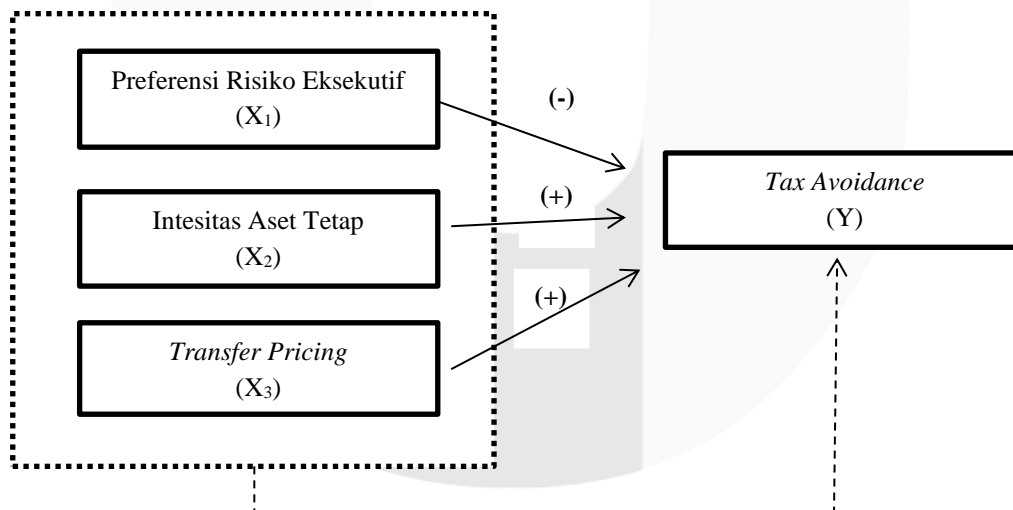 Preferensi Risiko Eksekutif
(X₁)
(-)
Intesitas Aset Tetap
(X₂)
(+)
Transfer Pricing
(X₃)
(+)
Tax Avoidance
(Y)